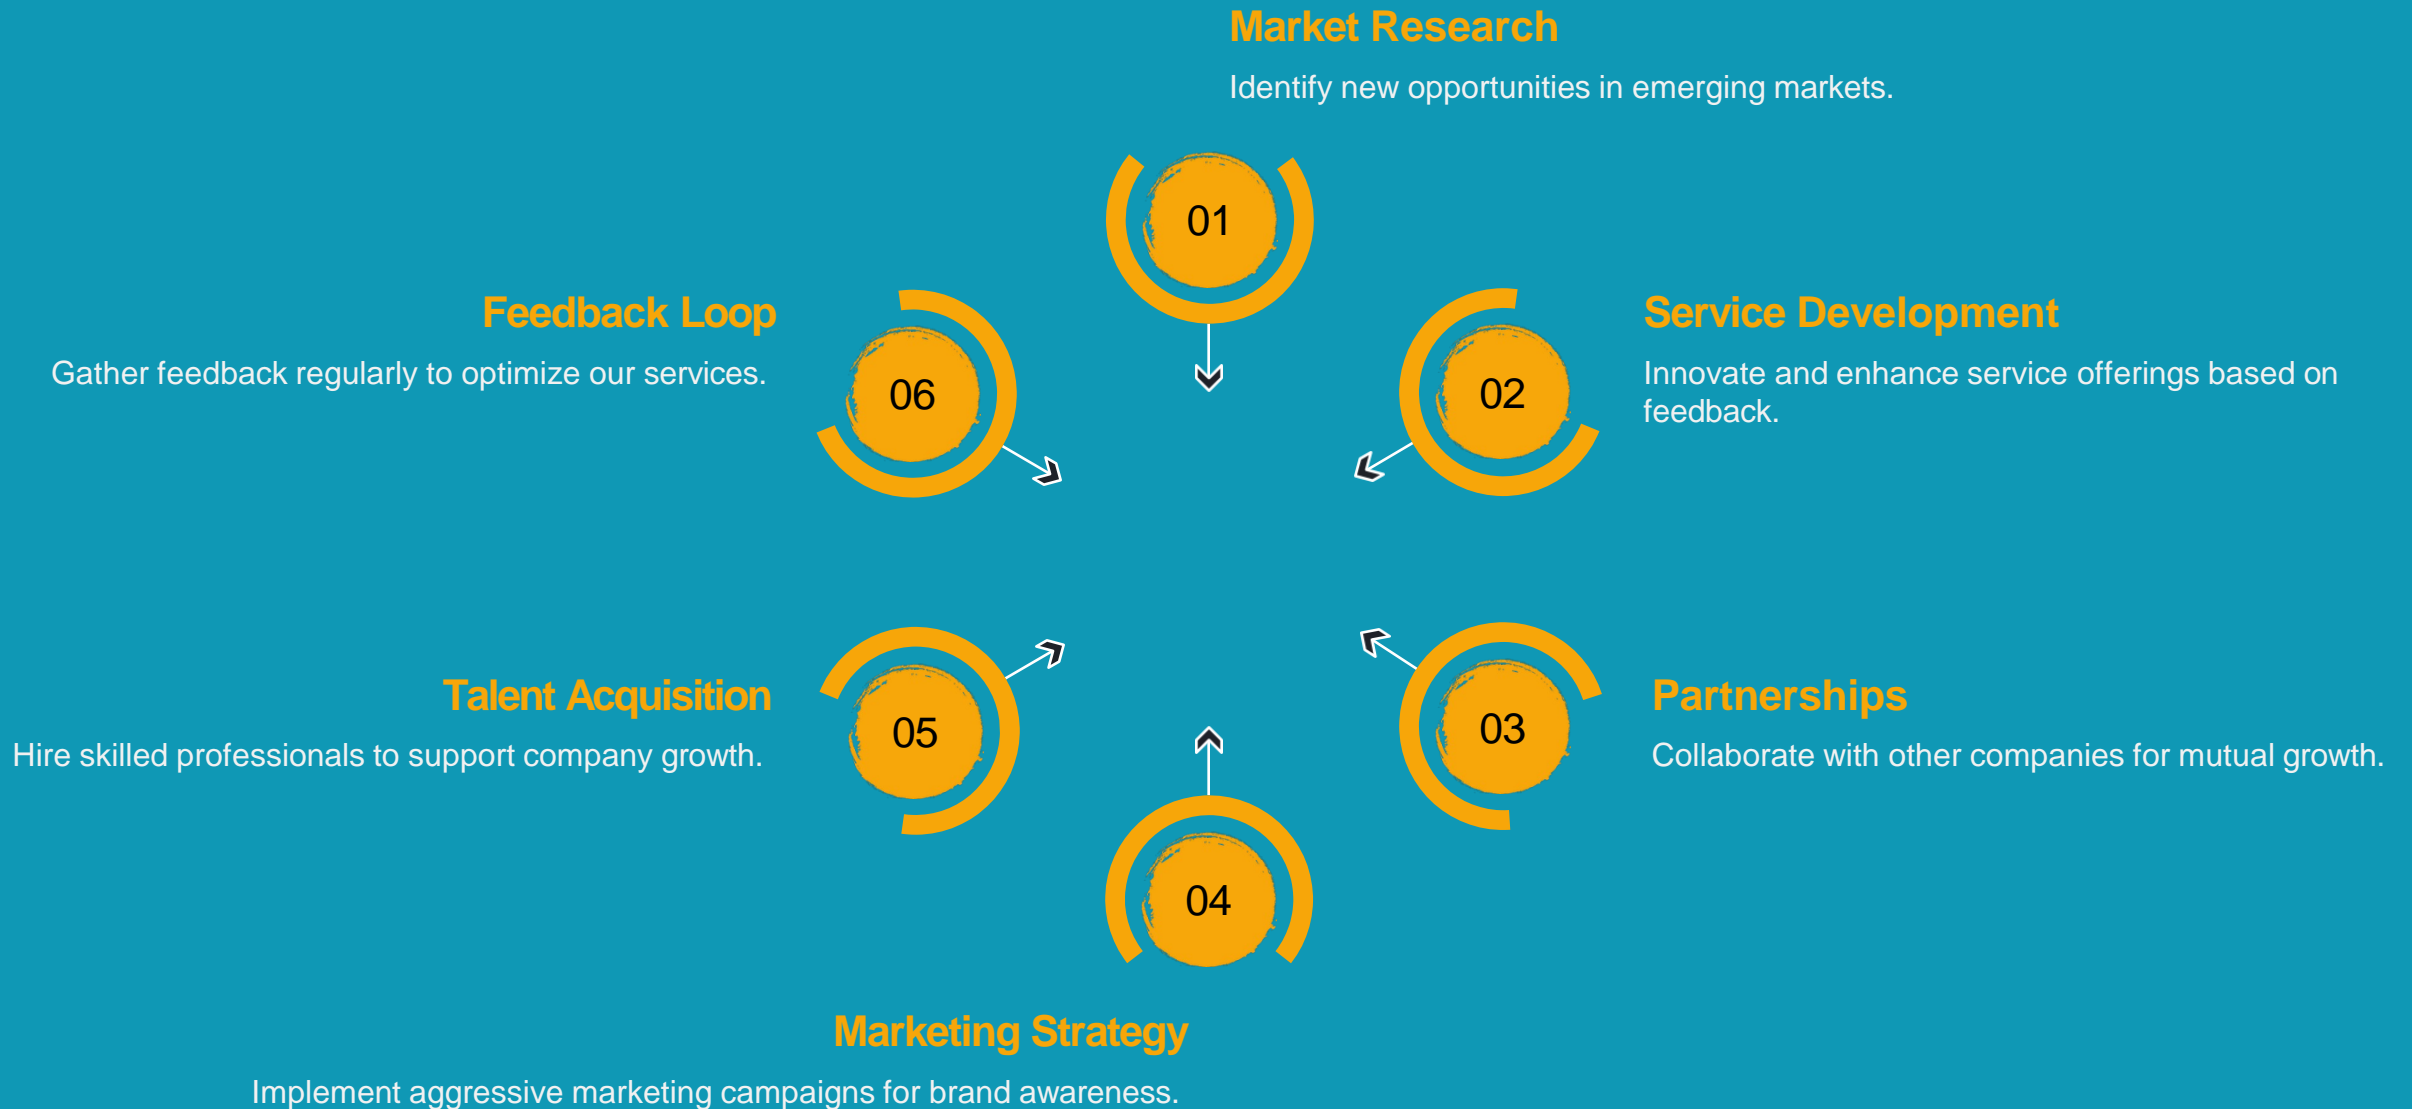 Market Research
Identify new opportunities in emerging markets.
01
Service Development
Innovate and enhance service offerings based on
feedback.
02
Partnerships
Collaborate with other companies for mutual growth.
03
04
Marketing Strategy
Implement aggressive marketing campaigns for brand awareness.
Talent Acquisition
Hire skilled professionals to support company growth.
05
Feedback Loop
Gather feedback regularly to optimize our services.
06